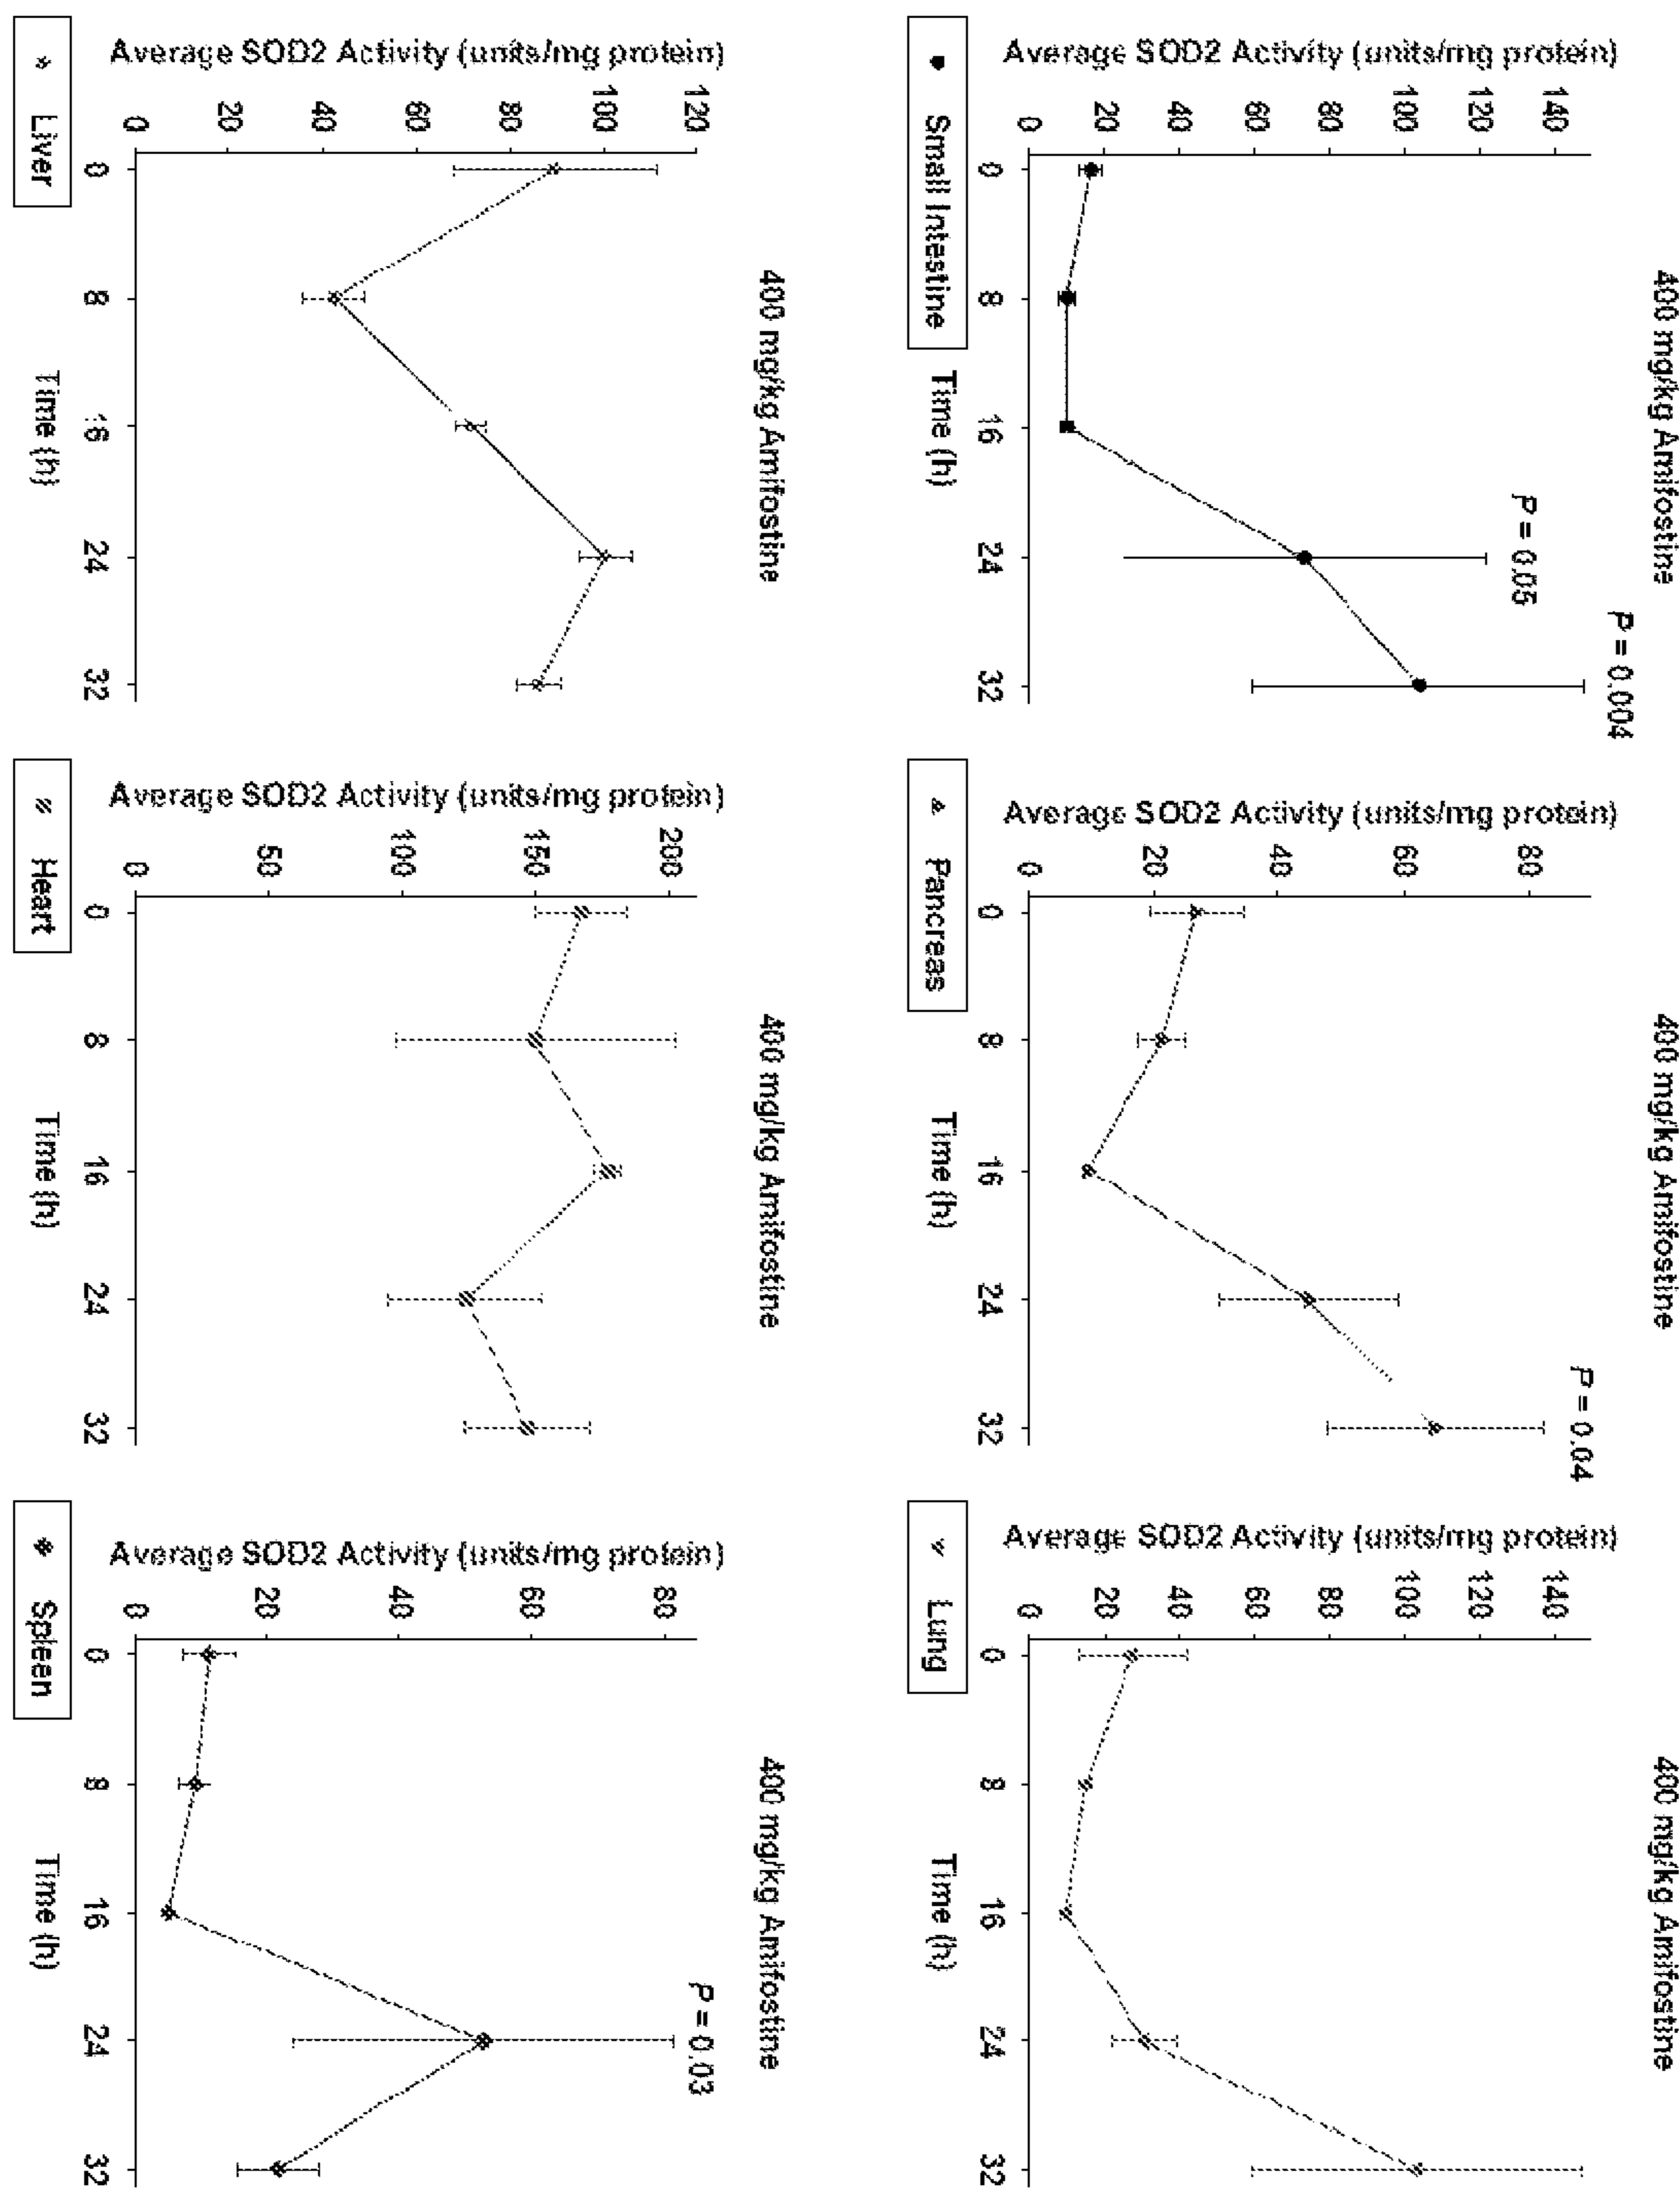 400 mg/kg Amifostine
Average SOD2 Activity (units/mg protein)
140
120
100
80
60
40
20
0
P = 0.05
P = 0.004
0 8 16 24 32
Small Intestine
Time (h)
400 mg/kg Amifostine
Average SOD2 Activity (units/mg protein)
80
60
40
20
0
P = 0.04
0 8 16 24 32
Pancreas
Time (h)
400 mg/kg Amifostine
Average SOD2 Activity (units/mg protein)
140
120
100
80
60
40
20
0
0 8 16 24 32
Lung
Time (h)
400 mg/kg Amifostine
Average SOD2 Activity (units/mg protein)
120
100
80
60
40
20
0
0 8 16 24 32
Liver
Time (h)
400 mg/kg Amifostine
Average SOD2 Activity (units/mg protein)
200
150
100
50
0
0 8 16 24 32
Heart
Time (h)
400 mg/kg Amifostine
Average SOD2 Activity (units/mg protein)
80
60
40
20
0
P = 0.03
0 8 16 24 32
Spleen
Time (h)